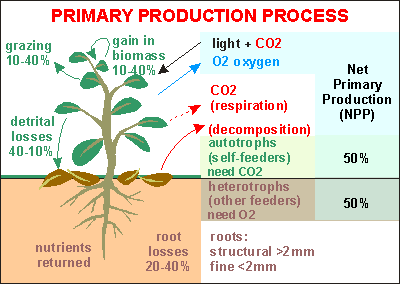 PRIMARY PRODUCTION PROCESS
grazing
10-40%
gain in
biomass
10-40%
light + CO2
O2 oxygen
Net
Primary
Production
(NPP)
CO2
(respiration)
(decomposition)
detrital
losses
40-10%
autotrophs
(self-feeders)
need CO2
50%
heterotrophs
(other feeders)
need O2
50%
nutrients
returned
root
losses
20-40%
roots:
structural >2mm
fine <2mm